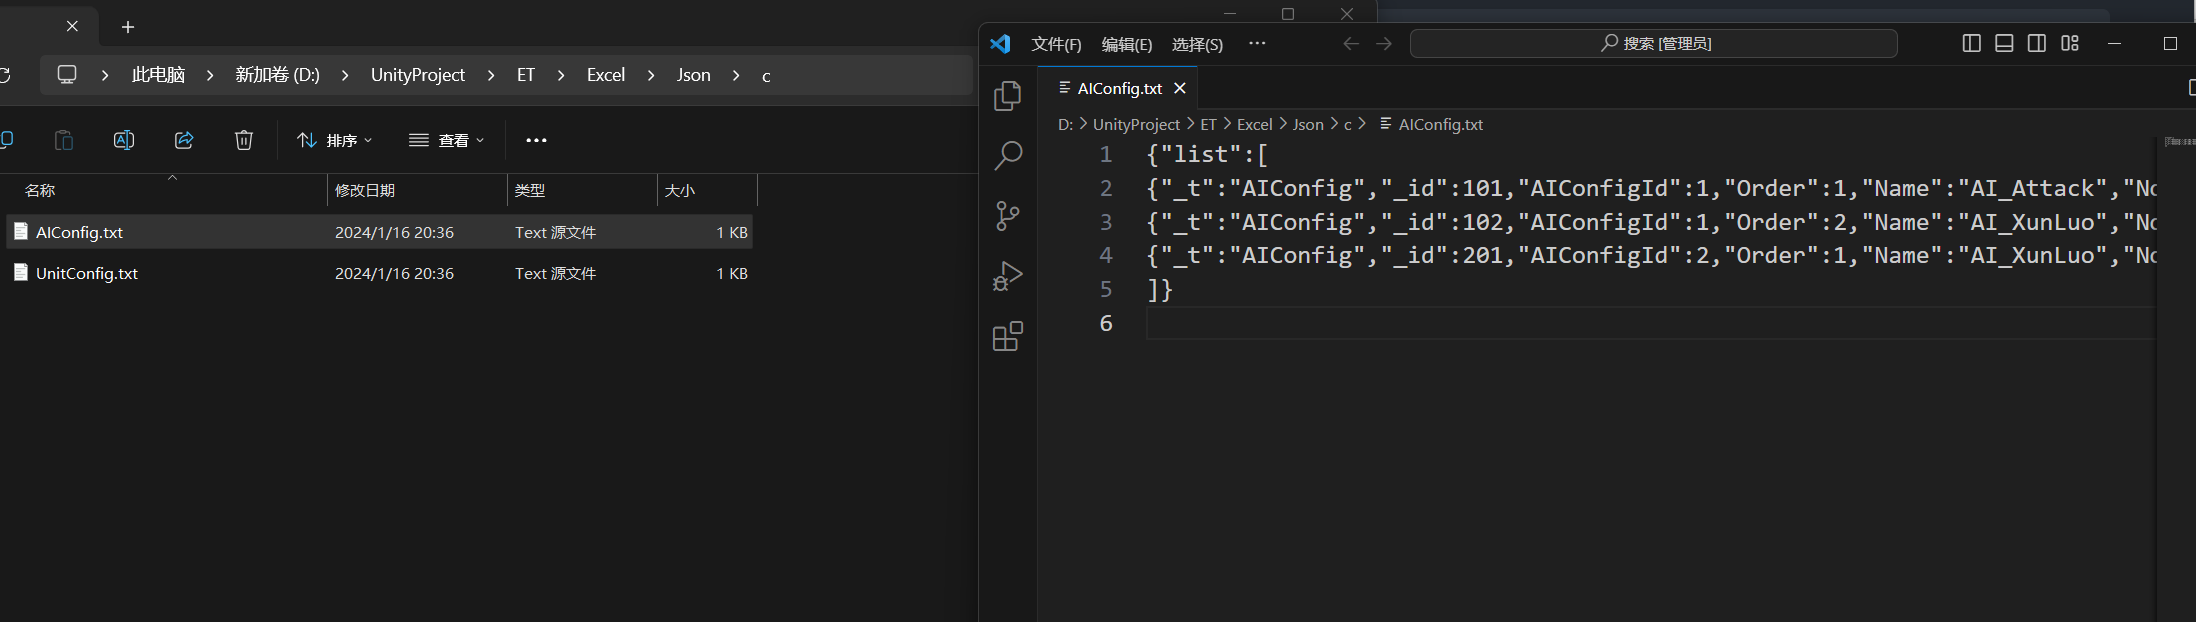 此电脑 新加卷 (D:) UnityProject ET Excel Json c
排序 查看
名称 修改日期 类型 大小
AIConfig.txt 2024/1/16 20:36 Text 源文件 1 KB
UnitConfig.txt 2024/1/16 20:36 Text 源文件 1 KB
文件(F) 编辑(E) 选择(S) ··· 搜索 [管理员]
AIConfig.txt
D: > UnityProject > ET > Excel > Json > c > AIConfig.txt
1 {"list":[
2 {"_t":"AIConfig","_id":101,"AIConfigId":1,"Order":1,"Name":"AI_Attack","No
3 {"_t":"AIConfig","_id":102,"AIConfigId":1,"Order":2,"Name":"AI_XunLuo","No
4 {"_t":"AIConfig","_id":201,"AIConfigId":2,"Order":1,"Name":"AI_XunLuo","No
5 ]}
6